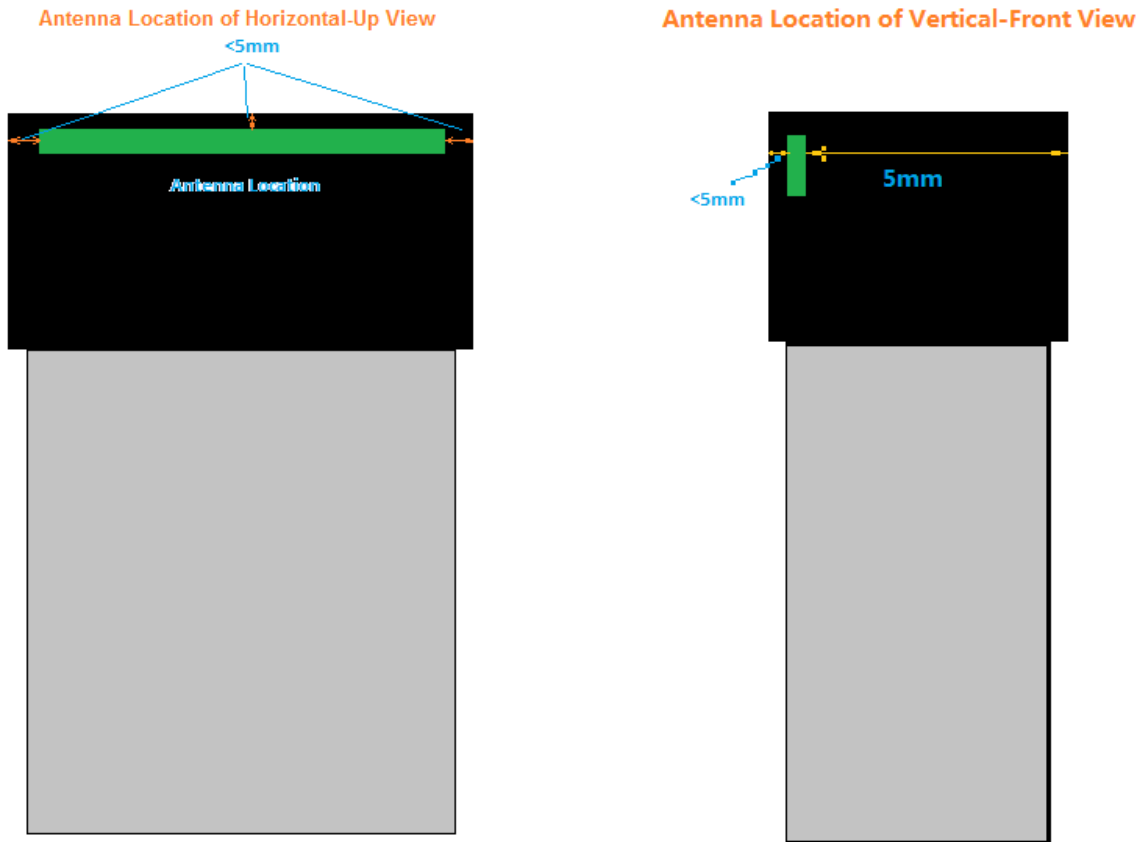 Antenna Location of Horizontal-Up View
<5mm
Antenna Location
Antenna Location of Vertical-Front View
5mm
<5mm